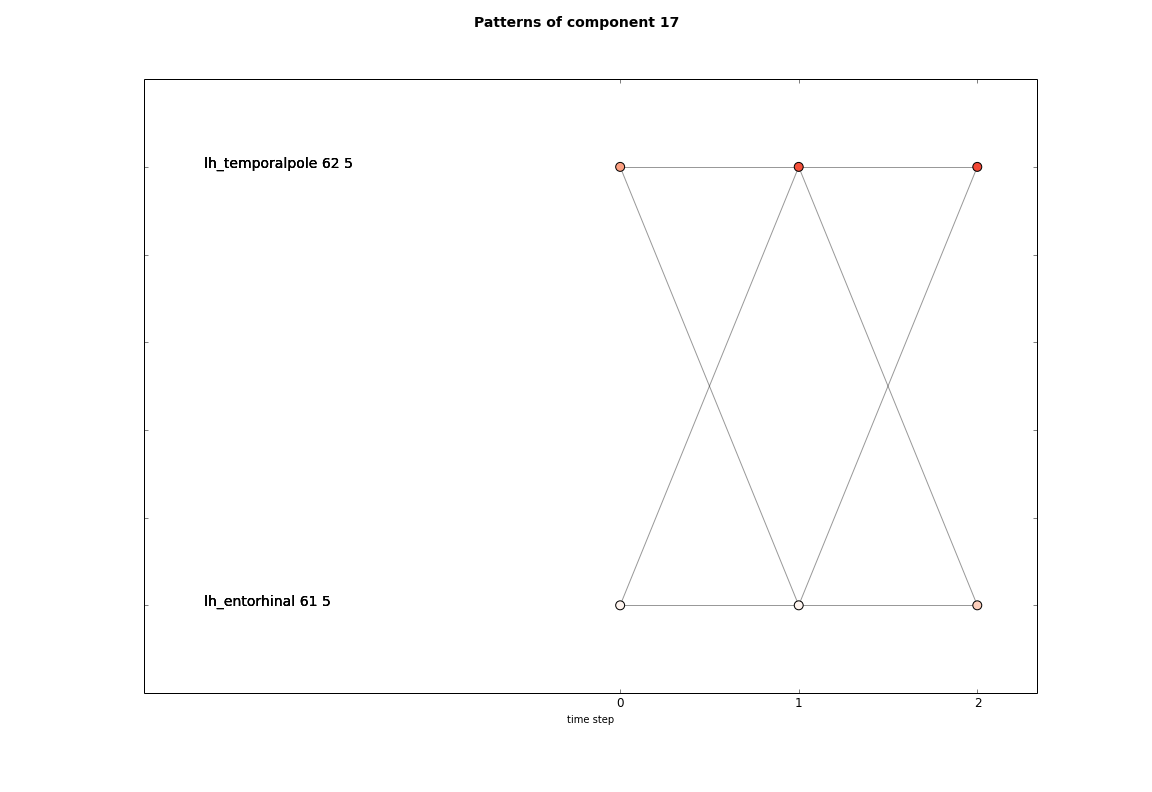 Patterns of component 17
lh_temporalpole 62 5
lh_entorhinal 61 5
0 1 2
time step